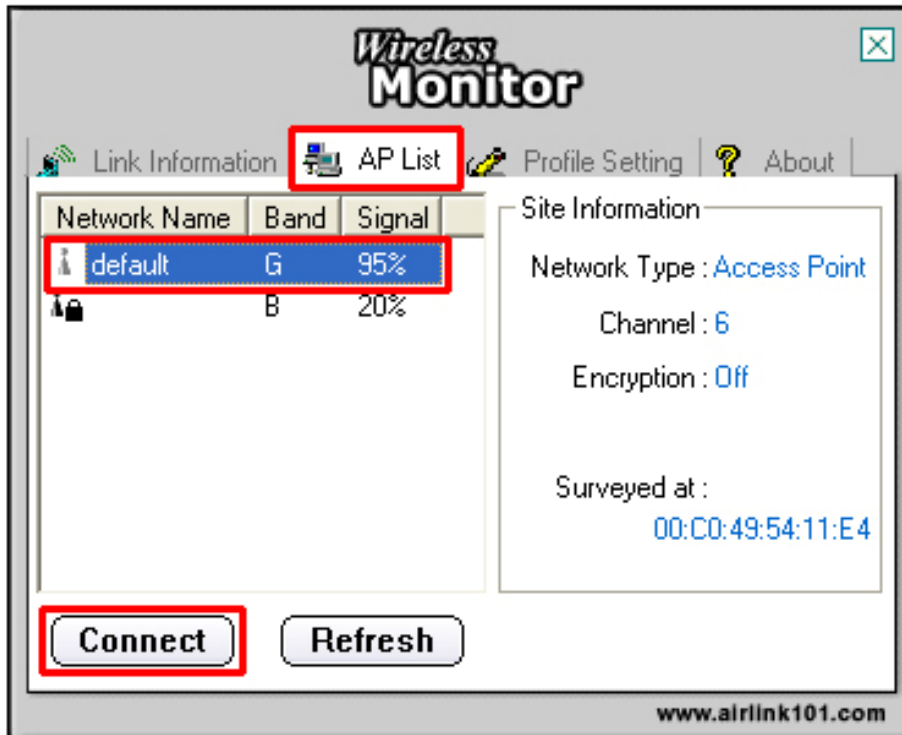 Wireless
Monitor
Link Information AP List Profile Setting About
Network Name Band Signal
default G 95%
B 20%
Site Information
Network Type : Access Point
Channel : 6
Encryption : Off
Surveyed at :
00:C0:49:54:11:E4
Connect Refresh
www.airlink101.com